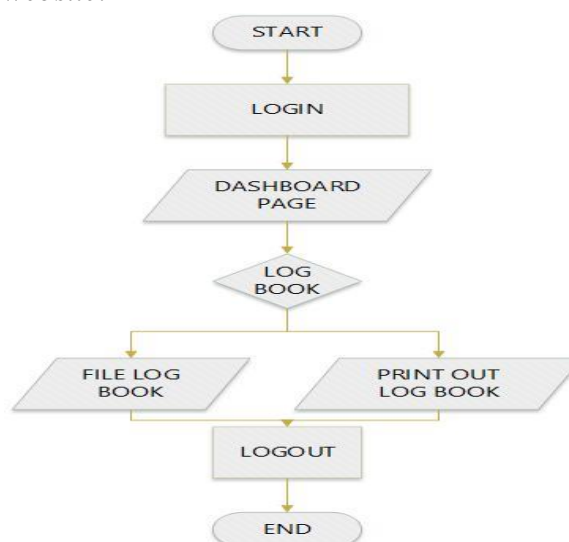 START
LOGIN
DASHBOARD
PAGE
LOG
BOOK
FILE LOG
BOOK
PRINT OUT
LOG BOOK
LOGOUT
END